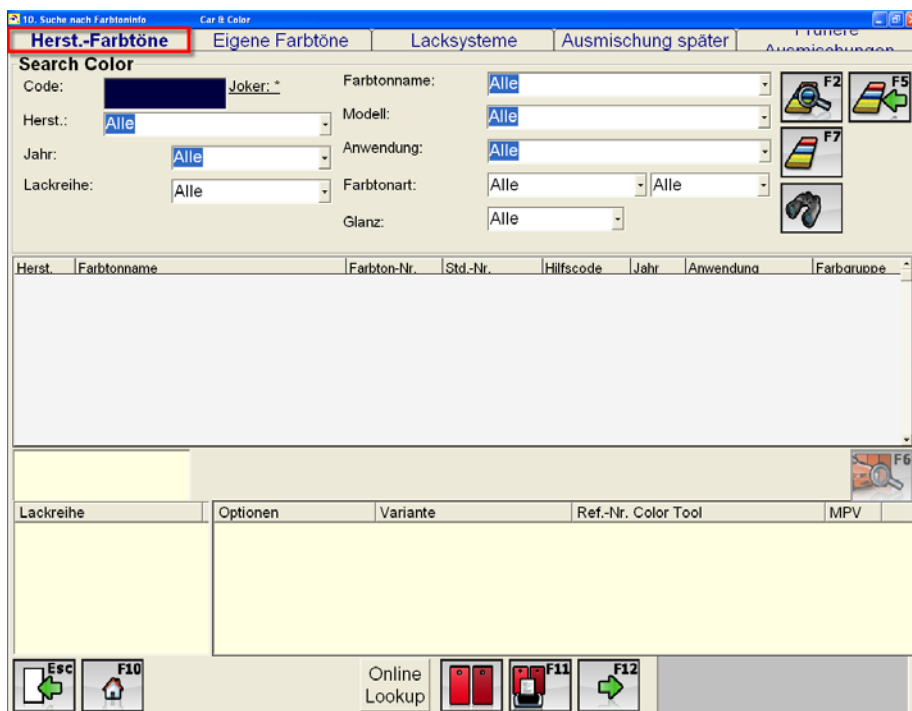 10. Suche nach Farbtoninfo Car & Color
Herst.-Farbtöne Eigene Farbtöne Lacksysteme Ausmischung später Frühere Ausmischungen
Search Color
Code: Joker: * Farbtonname: Alle F2 F5
Herst.: Alle Modell: Alle
Jahr: Alle Anwendung: Alle F7
Lackreihe: Alle Farbtonart: Alle Alle
Glanz: Alle
Herst. Farbtonname Farbton-Nr. Std.-Nr. Hilfscode Jahr Anwendung Farbgruppe
F6
Lackreihe Optionen Variante Ref.-Nr. Color Tool MPV
Esc F10 Online Lookup F11 F12